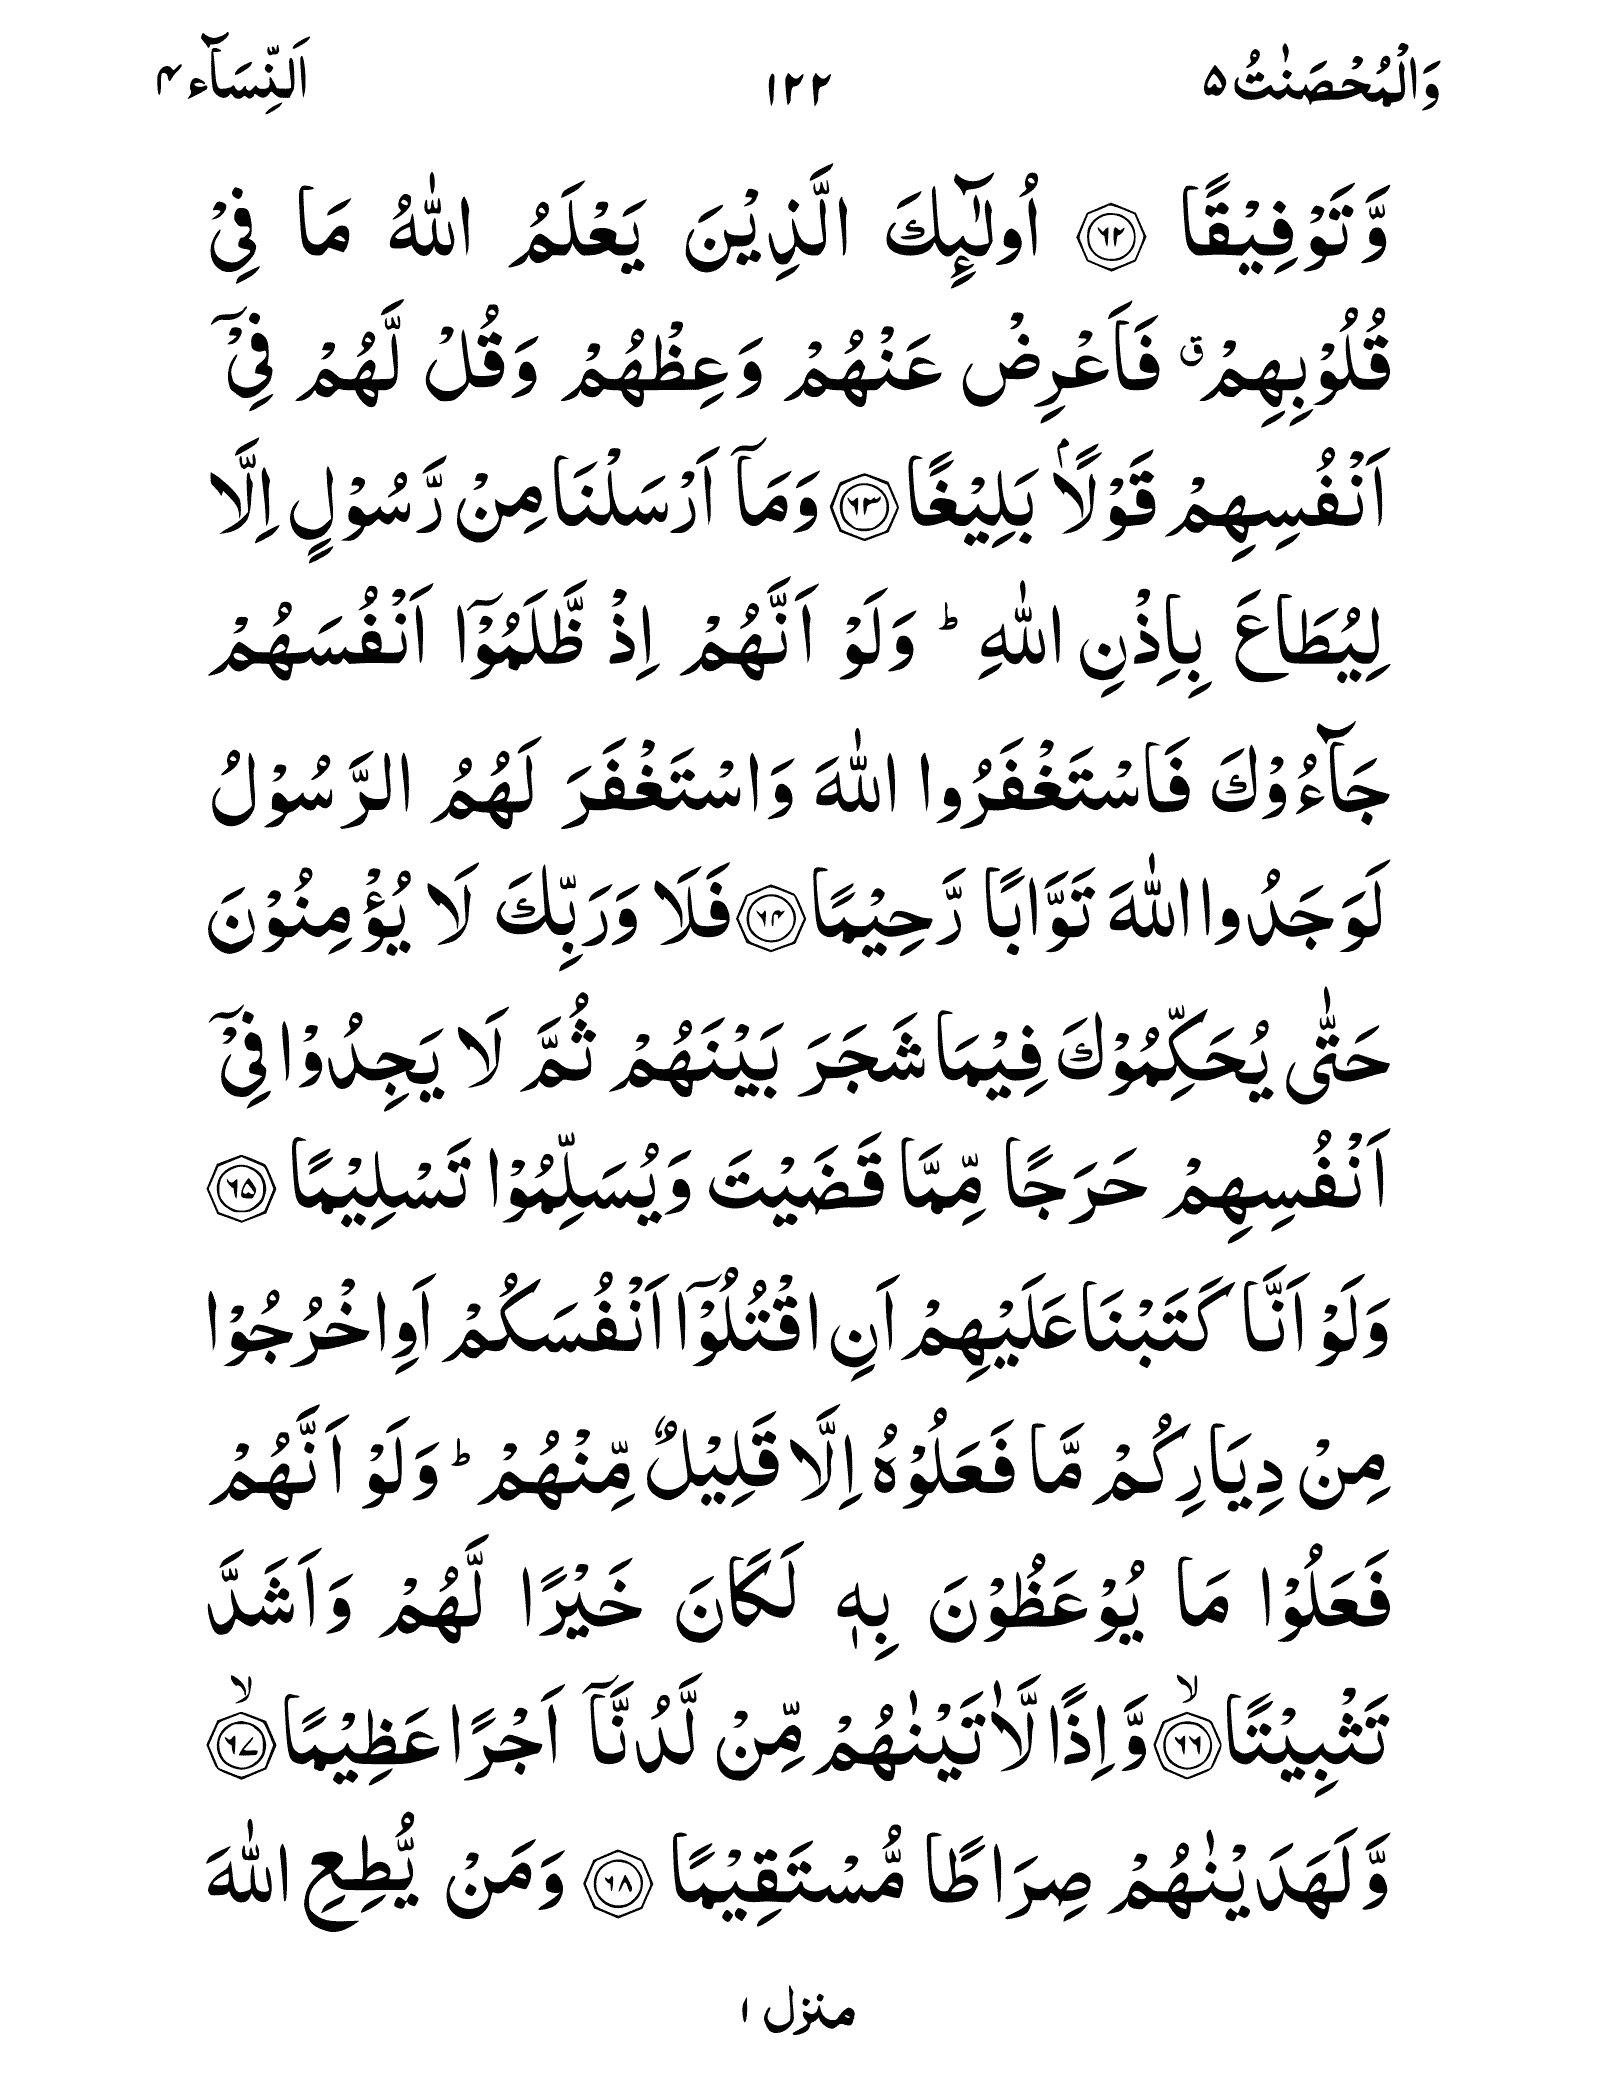 وَالْمُحْصَنٰتُ ۵ ۱۲۲ اَلنِّسَآء ۴
وَّتَوْفِيْقًا ﴿۶۲﴾ اُولٰٓئِكَ الَّذِيْنَ يَعْلَمُ اللّٰهُ مَا فِيْ
قُلُوْبِهِمْ ۗ فَاَعْرِضْ عَنْهُمْ وَعِظْهُمْ وَقُلْ لَّهُمْ فِيْۤ
اَنْفُسِهِمْ قَوْلًاۢ بَلِيْغًا ﴿۶۳﴾ وَمَاۤ اَرْسَلْنَا مِنْ رَّسُوْلٍ اِلَّا
لِيُطَاعَ بِاِذْنِ اللّٰهِ ؕ وَلَوْ اَنَّهُمْ اِذْ ظَّلَمُوْۤا اَنْفُسَهُمْ
جَآءُوْكَ فَاسْتَغْفَرُوا اللّٰهَ وَاسْتَغْفَرَ لَهُمُ الرَّسُوْلُ
لَوَجَدُوا اللّٰهَ تَوَّابًا رَّحِيْمًا ﴿۶۴﴾ فَلَا وَرَبِّكَ لَا يُؤْمِنُوْنَ
حَتّٰى يُحَكِّمُوْكَ فِيْمَا شَجَرَ بَيْنَهُمْ ثُمَّ لَا يَجِدُوْا فِيْۤ
اَنْفُسِهِمْ حَرَجًا مِّمَّا قَضَيْتَ وَيُسَلِّمُوْا تَسْلِيْمًا ﴿۶۵﴾
وَلَوْ اَنَّا كَتَبْنَا عَلَيْهِمْ اَنِ اقْتُلُوْۤا اَنْفُسَكُمْ اَوِ اخْرُجُوْا
مِنْ دِيَارِكُمْ مَّا فَعَلُوْهُ اِلَّا قَلِيْلٌ مِّنْهُمْ ؕ وَلَوْ اَنَّهُمْ
فَعَلُوْا مَا يُوْعَظُوْنَ بِهٖ لَكَانَ خَيْرًا لَّهُمْ وَاَشَدَّ
تَثْبِيْتًا ﴿ۙ۶۶﴾ وَّاِذًا لَّاٰتَيْنٰهُمْ مِّنْ لَّدُنَّاۤ اَجْرًا عَظِيْمًا ﴿ۙ۶۷﴾
وَّلَهَدَيْنٰهُمْ صِرَاطًا مُّسْتَقِيْمًا ﴿۶۸﴾ وَمَنْ يُّطِعِ اللّٰهَ
منزل ۱